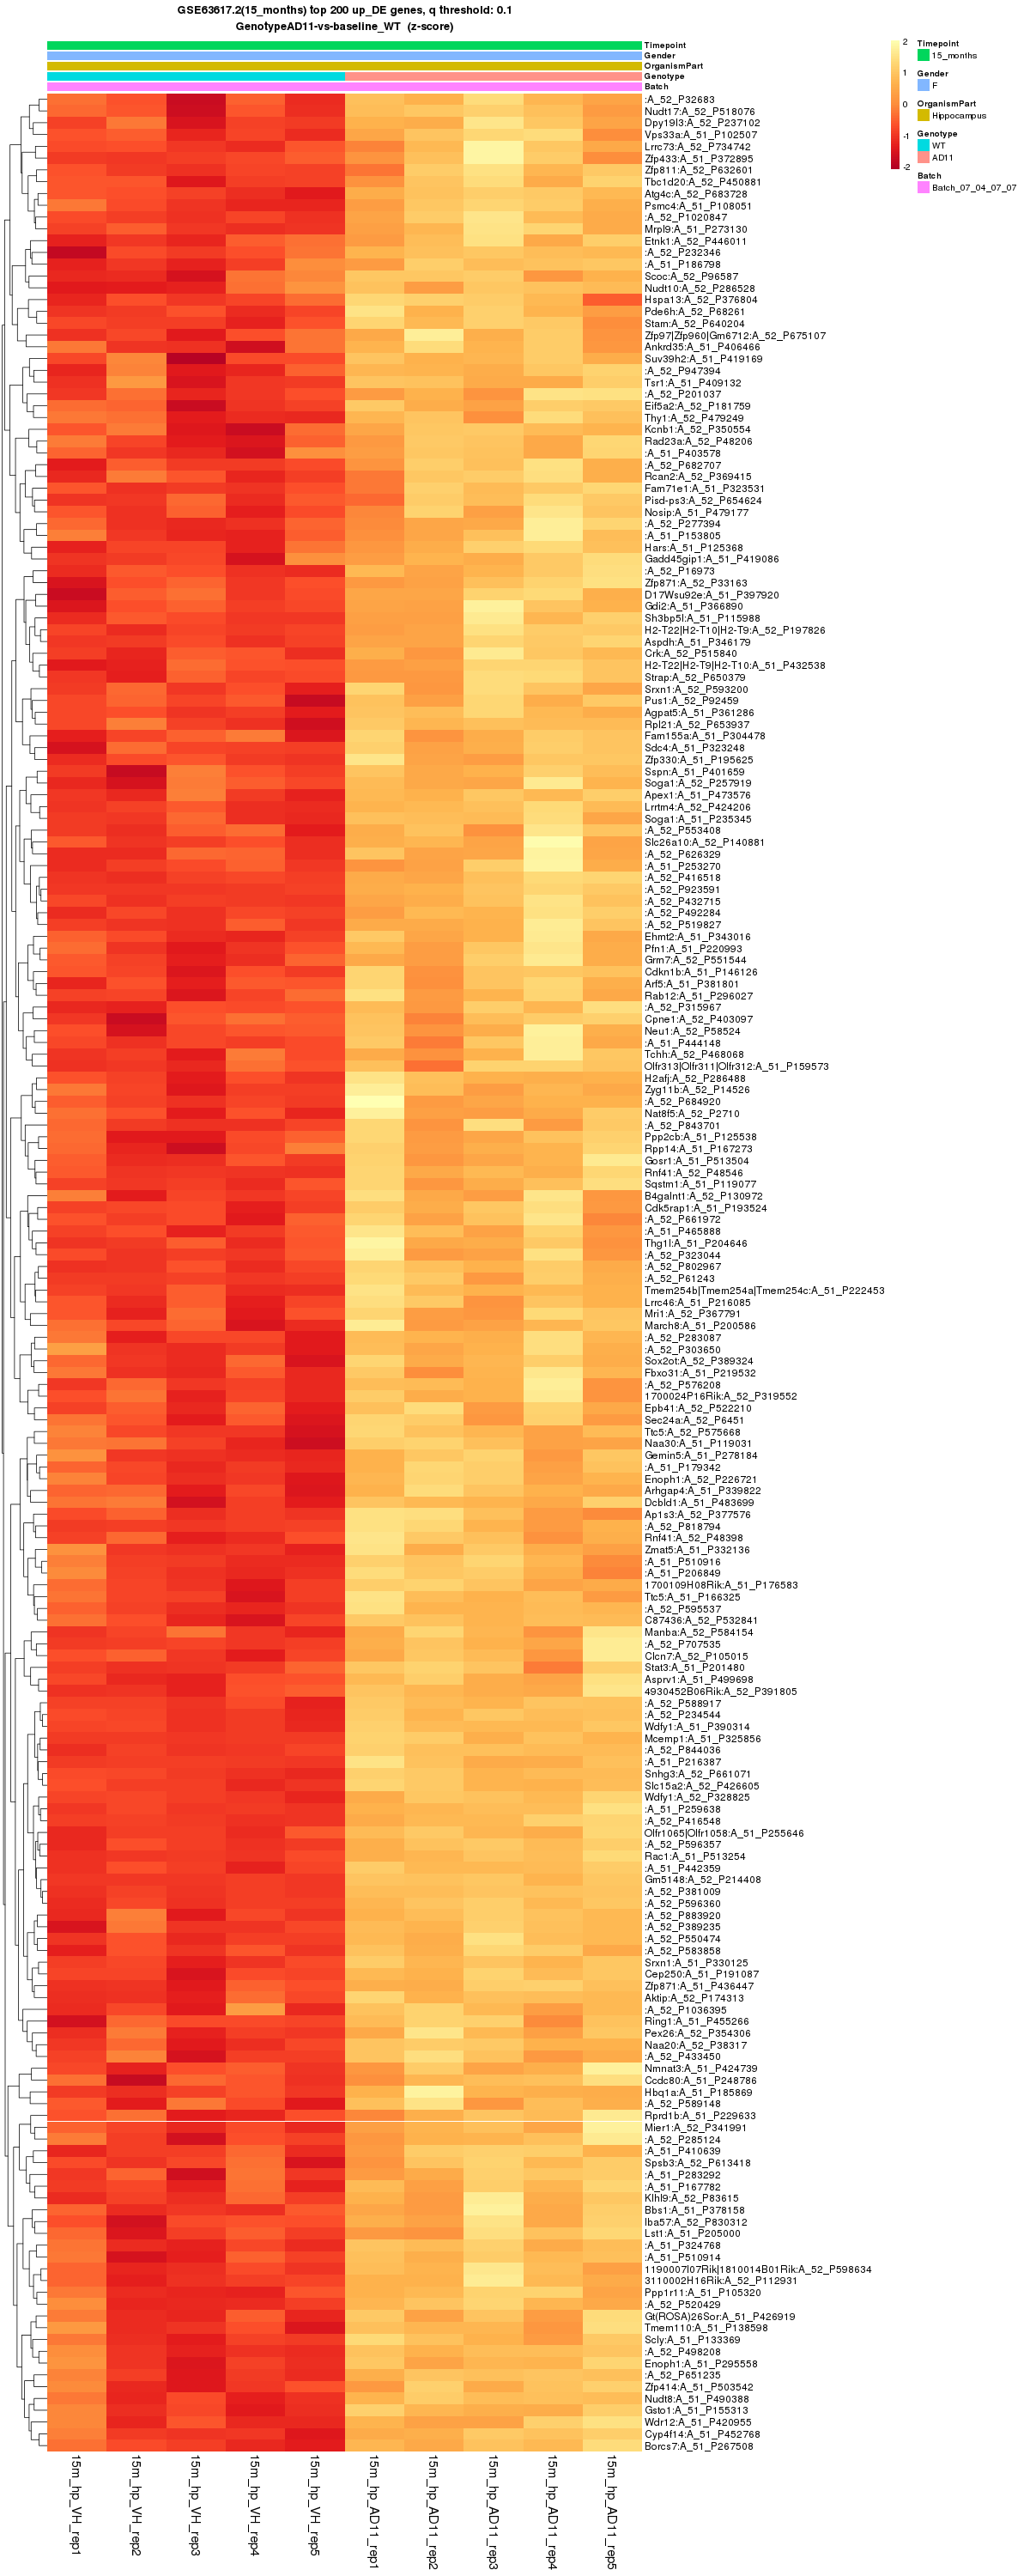 GSE63617.2(15_months) top 200 up_DE genes, q threshold: 0.1
GenotypeAD11-vs-baseline_WT  (z-score)
Timepoint
Gender
OrganismPart
Genotype
Batch
2
1
0
-1
-2
Timepoint
15_months
Gender
F
OrganismPart
Hippocampus
Genotype
WT
AD11
Batch
Batch_07_04_07_07
:A_52_P32683
Nudt17:A_52_P518076
Dpy19l3:A_52_P237102
Vps33a:A_51_P102507
Lrrc73:A_52_P734742
Zfp433:A_51_P372895
Zfp811:A_52_P632601
Tbc1d20:A_52_P450881
Atg4c:A_52_P683728
Psmc4:A_51_P108051
:A_52_P1020847
Mrpl9:A_51_P273130
Etnk1:A_52_P446011
:A_52_P232346
:A_51_P186798
Scoc:A_52_P96587
Nudt10:A_52_P286528
Hspa13:A_52_P376804
Pde6h:A_52_P68261
Stam:A_52_P640204
Zfp97|Zfp960|Gm6712:A_52_P675107
Ankrd35:A_51_P406466
Suv39h2:A_51_P419169
:A_52_P947394
Tsr1:A_51_P409132
:A_52_P201037
Eif5a2:A_52_P181759
Thy1:A_52_P479249
Kcnb1:A_52_P350554
Rad23a:A_52_P48206
:A_51_P403578
:A_52_P682707
Rcan2:A_52_P369415
Fam71e1:A_51_P323531
Pisd-ps3:A_52_P654624
Nosip:A_51_P479177
:A_52_P277394
:A_51_P153805
Hars:A_51_P125368
Gadd45gip1:A_51_P419086
:A_52_P16973
Zfp871:A_52_P33163
D17Wsu92e:A_51_P397920
Gdi2:A_51_P366890
Sh3bp5l:A_51_P115988
H2-T22|H2-T10|H2-T9:A_52_P197826
Aspdh:A_51_P346179
Crk:A_52_P515840
H2-T22|H2-T9|H2-T10:A_51_P432538
Strap:A_52_P650379
Srxn1:A_52_P593200
Pus1:A_52_P92459
Agpat5:A_51_P361286
Rpl21:A_52_P653937
Fam155a:A_51_P304478
Sdc4:A_51_P323248
Zfp330:A_51_P195625
Sspn:A_51_P401659
Soga1:A_52_P257919
Apex1:A_51_P473576
Lrrtm4:A_52_P424206
Soga1:A_51_P235345
:A_52_P553408
Slc26a10:A_52_P140881
:A_52_P626329
:A_51_P253270
:A_52_P416518
:A_52_P923591
:A_52_P432715
:A_52_P492284
:A_52_P519827
Ehmt2:A_51_P343016
Pfn1:A_51_P220993
Grm7:A_52_P551544
Cdkn1b:A_51_P146126
Arf5:A_51_P381801
Rab12:A_51_P296027
:A_52_P315967
Cpne1:A_52_P403097
Neu1:A_52_P58524
:A_51_P444148
Tchh:A_52_P468068
Olfr313|Olfr311|Olfr312:A_51_P159573
H2afj:A_52_P286488
Zyg11b:A_52_P14526
:A_52_P684920
Nat8f5:A_52_P2710
:A_52_P843701
Ppp2cb:A_51_P125538
Rpp14:A_51_P167273
Gosr1:A_51_P513504
Rnf41:A_52_P48546
Sqstm1:A_51_P119077
B4galnt1:A_52_P130972
Cdk5rap1:A_51_P193524
:A_52_P661972
:A_51_P465888
Thg1l:A_51_P204646
:A_52_P323044
:A_52_P802967
:A_52_P61243
Tmem254b|Tmem254a|Tmem254c:A_51_P222453
Lrrc46:A_51_P216085
Mri1:A_52_P367791
March8:A_51_P200586
:A_52_P283087
:A_52_P303650
Sox2ot:A_52_P389324
Fbxo31:A_51_P219532
:A_52_P576208
1700024P16Rik:A_52_P319552
Epb41:A_52_P522210
Sec24a:A_52_P6451
Ttc5:A_52_P575668
Naa30:A_51_P119031
Gemin5:A_51_P278184
:A_51_P179342
Enoph1:A_52_P226721
Arhgap4:A_51_P339822
Dcbld1:A_51_P483699
Ap1s3:A_52_P377576
:A_52_P818794
Rnf41:A_52_P48398
Zmat5:A_51_P332136
:A_51_P510916
:A_51_P206849
1700109H08Rik:A_51_P176583
Ttc5:A_51_P166325
:A_52_P595537
C87436:A_52_P532841
Manba:A_52_P584154
:A_52_P707535
Clcn7:A_52_P105015
Stat3:A_51_P201480
Asprv1:A_51_P499698
4930452B06Rik:A_52_P391805
:A_52_P588917
:A_52_P234544
Wdfy1:A_51_P390314
Mcemp1:A_51_P325856
:A_52_P844036
:A_51_P216387
Snhg3:A_52_P661071
Slc15a2:A_52_P426605
Wdfy1:A_52_P328825
:A_51_P259638
:A_52_P416548
Olfr1065|Olfr1058:A_51_P255646
:A_52_P596357
Rac1:A_51_P513254
:A_51_P442359
Gm5148:A_52_P214408
:A_52_P381009
:A_52_P596360
:A_52_P883920
:A_52_P389235
:A_52_P550474
:A_52_P583858
Srxn1:A_51_P330125
Cep250:A_51_P191087
Zfp871:A_51_P436447
Aktip:A_52_P174313
:A_52_P1036395
Ring1:A_51_P455266
Pex26:A_52_P354306
Naa20:A_52_P38317
:A_52_P433450
Nmnat3:A_51_P424739
Ccdc80:A_51_P248786
Hbq1a:A_51_P185869
:A_52_P589148
Rprd1b:A_51_P229633
Mier1:A_52_P341991
:A_52_P285124
:A_51_P410639
Spsb3:A_52_P613418
:A_51_P283292
:A_51_P167782
Klhl9:A_52_P83615
Bbs1:A_51_P378158
Iba57:A_52_P830312
Lst1:A_51_P205000
:A_51_P324768
:A_51_P510914
1190007I07Rik|1810014B01Rik:A_52_P598634
3110002H16Rik:A_52_P112931
Ppp1r11:A_51_P105320
:A_52_P520429
Gt(ROSA)26Sor:A_51_P426919
Tmem110:A_51_P138598
Scly:A_51_P133369
:A_52_P498208
Enoph1:A_51_P295558
:A_52_P651235
Zfp414:A_51_P503542
Nudt8:A_51_P490388
Gsto1:A_51_P155313
Wdr12:A_51_P420955
Cyp4f14:A_51_P452768
Borcs7:A_51_P267508
15m_hp_VH_rep1
15m_hp_VH_rep2
15m_hp_VH_rep3
15m_hp_VH_rep4
15m_hp_VH_rep5
15m_hp_AD11_rep1
15m_hp_AD11_rep2
15m_hp_AD11_rep3
15m_hp_AD11_rep4
15m_hp_AD11_rep5